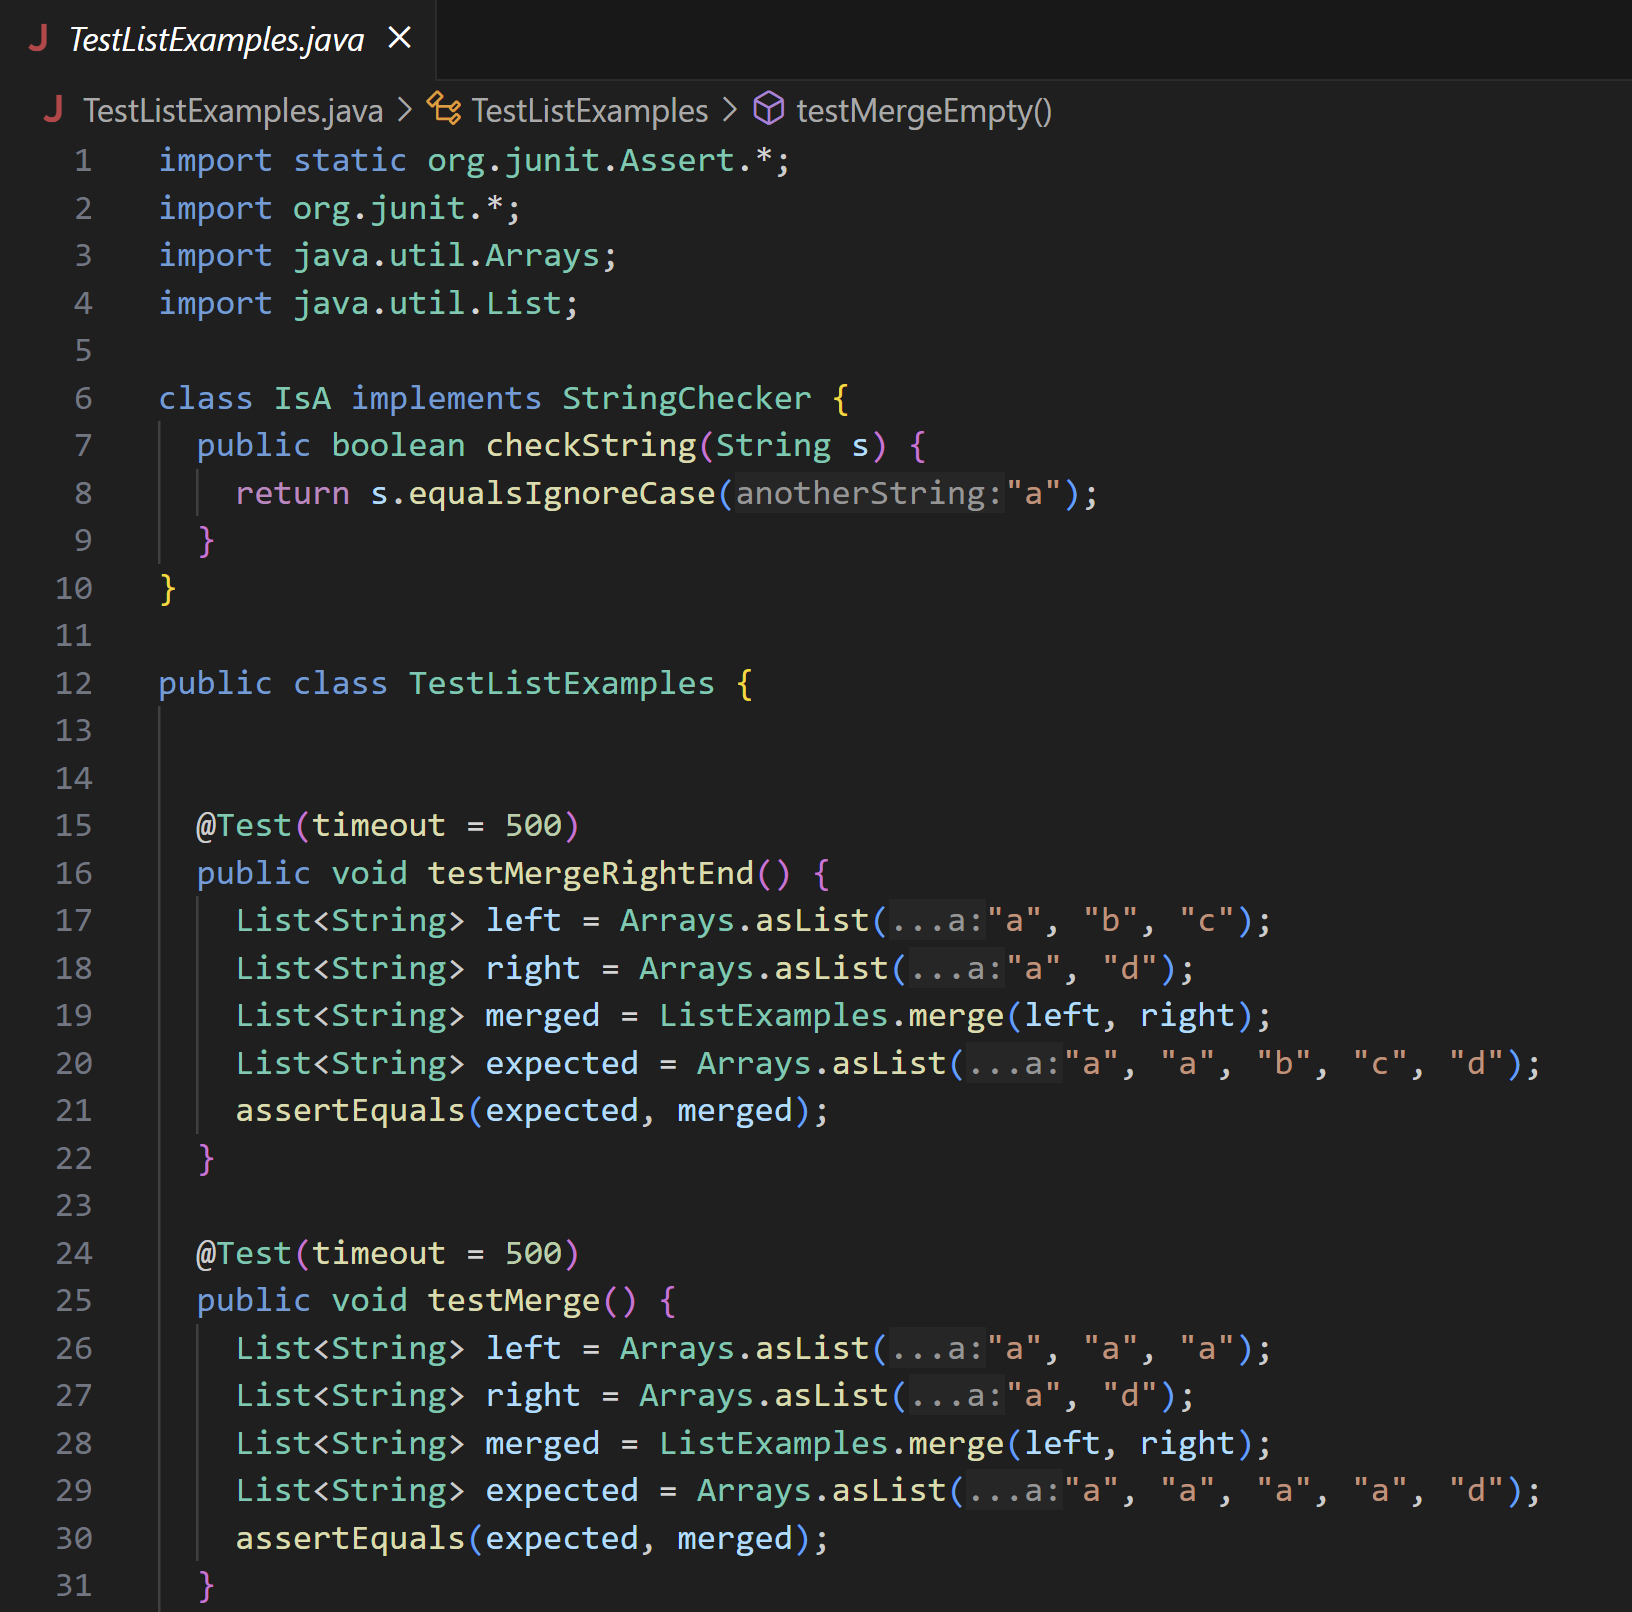 J TestListExamples.java ×
J TestListExamples.java > TestListExamples > testMergeEmpty()
1 import static org.junit.Assert.*;
2 import org.junit.*;
3 import java.util.Arrays;
4 import java.util.List;
5
6 class IsA implements StringChecker {
7   public boolean checkString(String s) {
8     return s.equalsIgnoreCase(anotherString:"a");
9   }
10 }
11
12 public class TestListExamples {
13
14
15   @Test(timeout = 500)
16   public void testMergeRightEnd() {
17     List<String> left = Arrays.asList(...a:"a", "b", "c");
18     List<String> right = Arrays.asList(...a:"a", "d");
19     List<String> merged = ListExamples.merge(left, right);
20     List<String> expected = Arrays.asList(...a:"a", "a", "b", "c", "d");
21     assertEquals(expected, merged);
22   }
23
24   @Test(timeout = 500)
25   public void testMerge() {
26     List<String> left = Arrays.asList(...a:"a", "a", "a");
27     List<String> right = Arrays.asList(...a:"a", "d");
28     List<String> merged = ListExamples.merge(left, right);
29     List<String> expected = Arrays.asList(...a:"a", "a", "a", "a", "d");
30     assertEquals(expected, merged);
31   }